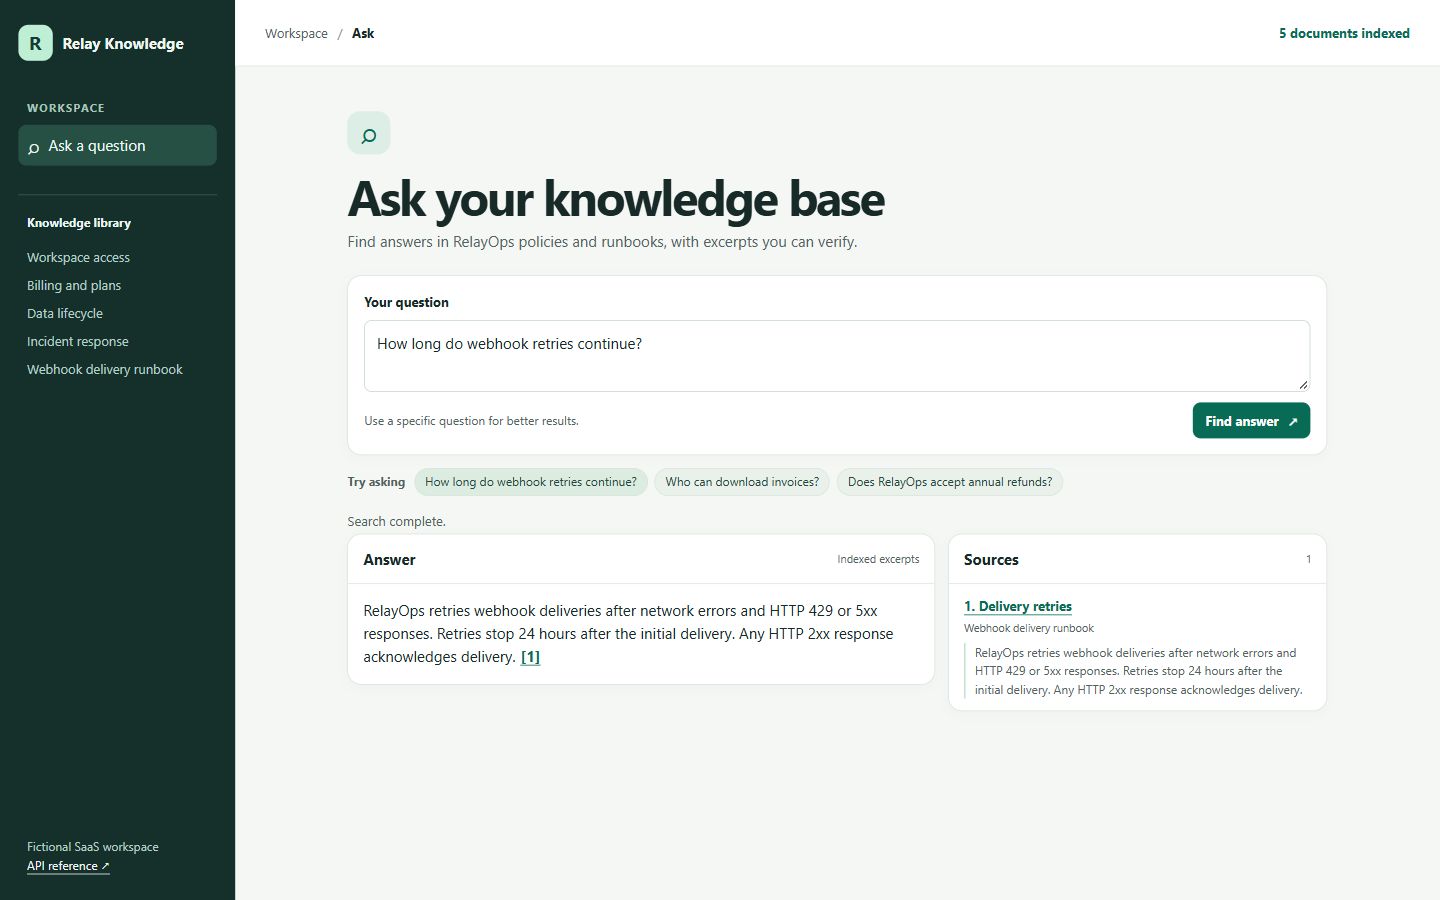 R Relay Knowledge
WORKSPACE
Ask a question
Knowledge library
Workspace access
Billing and plans
Data lifecycle
Incident response
Webhook delivery runbook
Fictional SaaS workspace
API reference ↗
Workspace / Ask
5 documents indexed
Ask your knowledge base
Find answers in RelayOps policies and runbooks, with excerpts you can verify.
Your question
How long do webhook retries continue?
Use a specific question for better results.
Find answer ↗
Try asking
How long do webhook retries continue?
Who can download invoices?
Does RelayOps accept annual refunds?
Search complete.
Answer
Indexed excerpts
RelayOps retries webhook deliveries after network errors and HTTP 429 or 5xx
responses. Retries stop 24 hours after the initial delivery. Any HTTP 2xx response
acknowledges delivery. [1]
Sources
1
1. Delivery retries
Webhook delivery runbook
RelayOps retries webhook deliveries after network errors and
HTTP 429 or 5xx responses. Retries stop 24 hours after the
initial delivery. Any HTTP 2xx response acknowledges delivery.